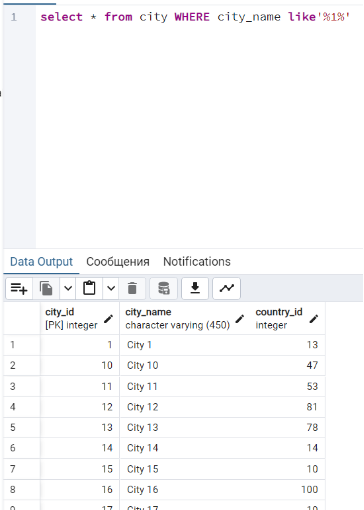 1 select * from city WHERE city_name like'%1%'
Data Output Сообщения Notifications
city_id city_name country_id
[PK] integer character varying (450) integer
1 1 City 1 13
2 10 City 10 47
3 11 City 11 53
4 12 City 12 81
5 13 City 13 78
6 14 City 14 14
7 15 City 15 10
8 16 City 16 100
9 17 City 17